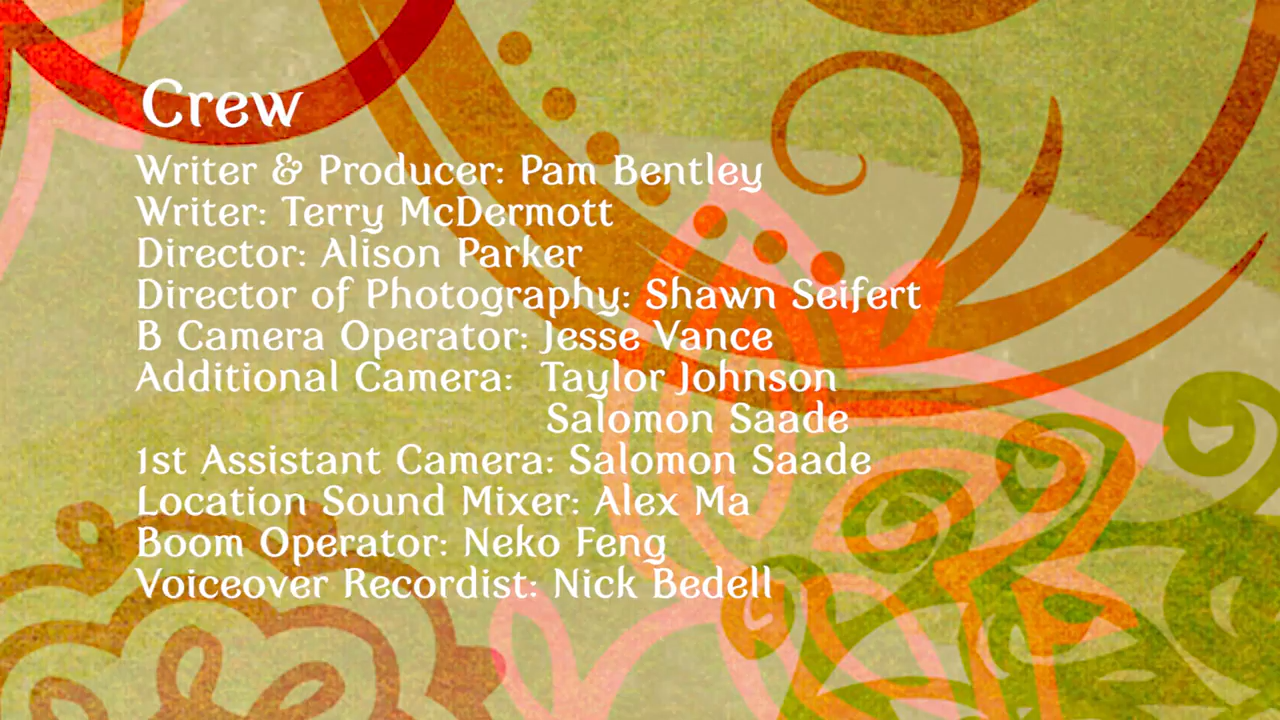 Crew
Writer & Producer: Pam Bentley
Writer: Terry McDermott
Director: Alison Parker
Director of Photography: Shawn Seifert
B Camera Operator: Jesse Vance
Additional Camera: Taylor Johnson
Salomon Saade
1st Assistant Camera: Salomon Saade
Location Sound Mixer: Alex Ma
Boom Operator: Neko Feng
Voiceover Recordist: Nick Bedell